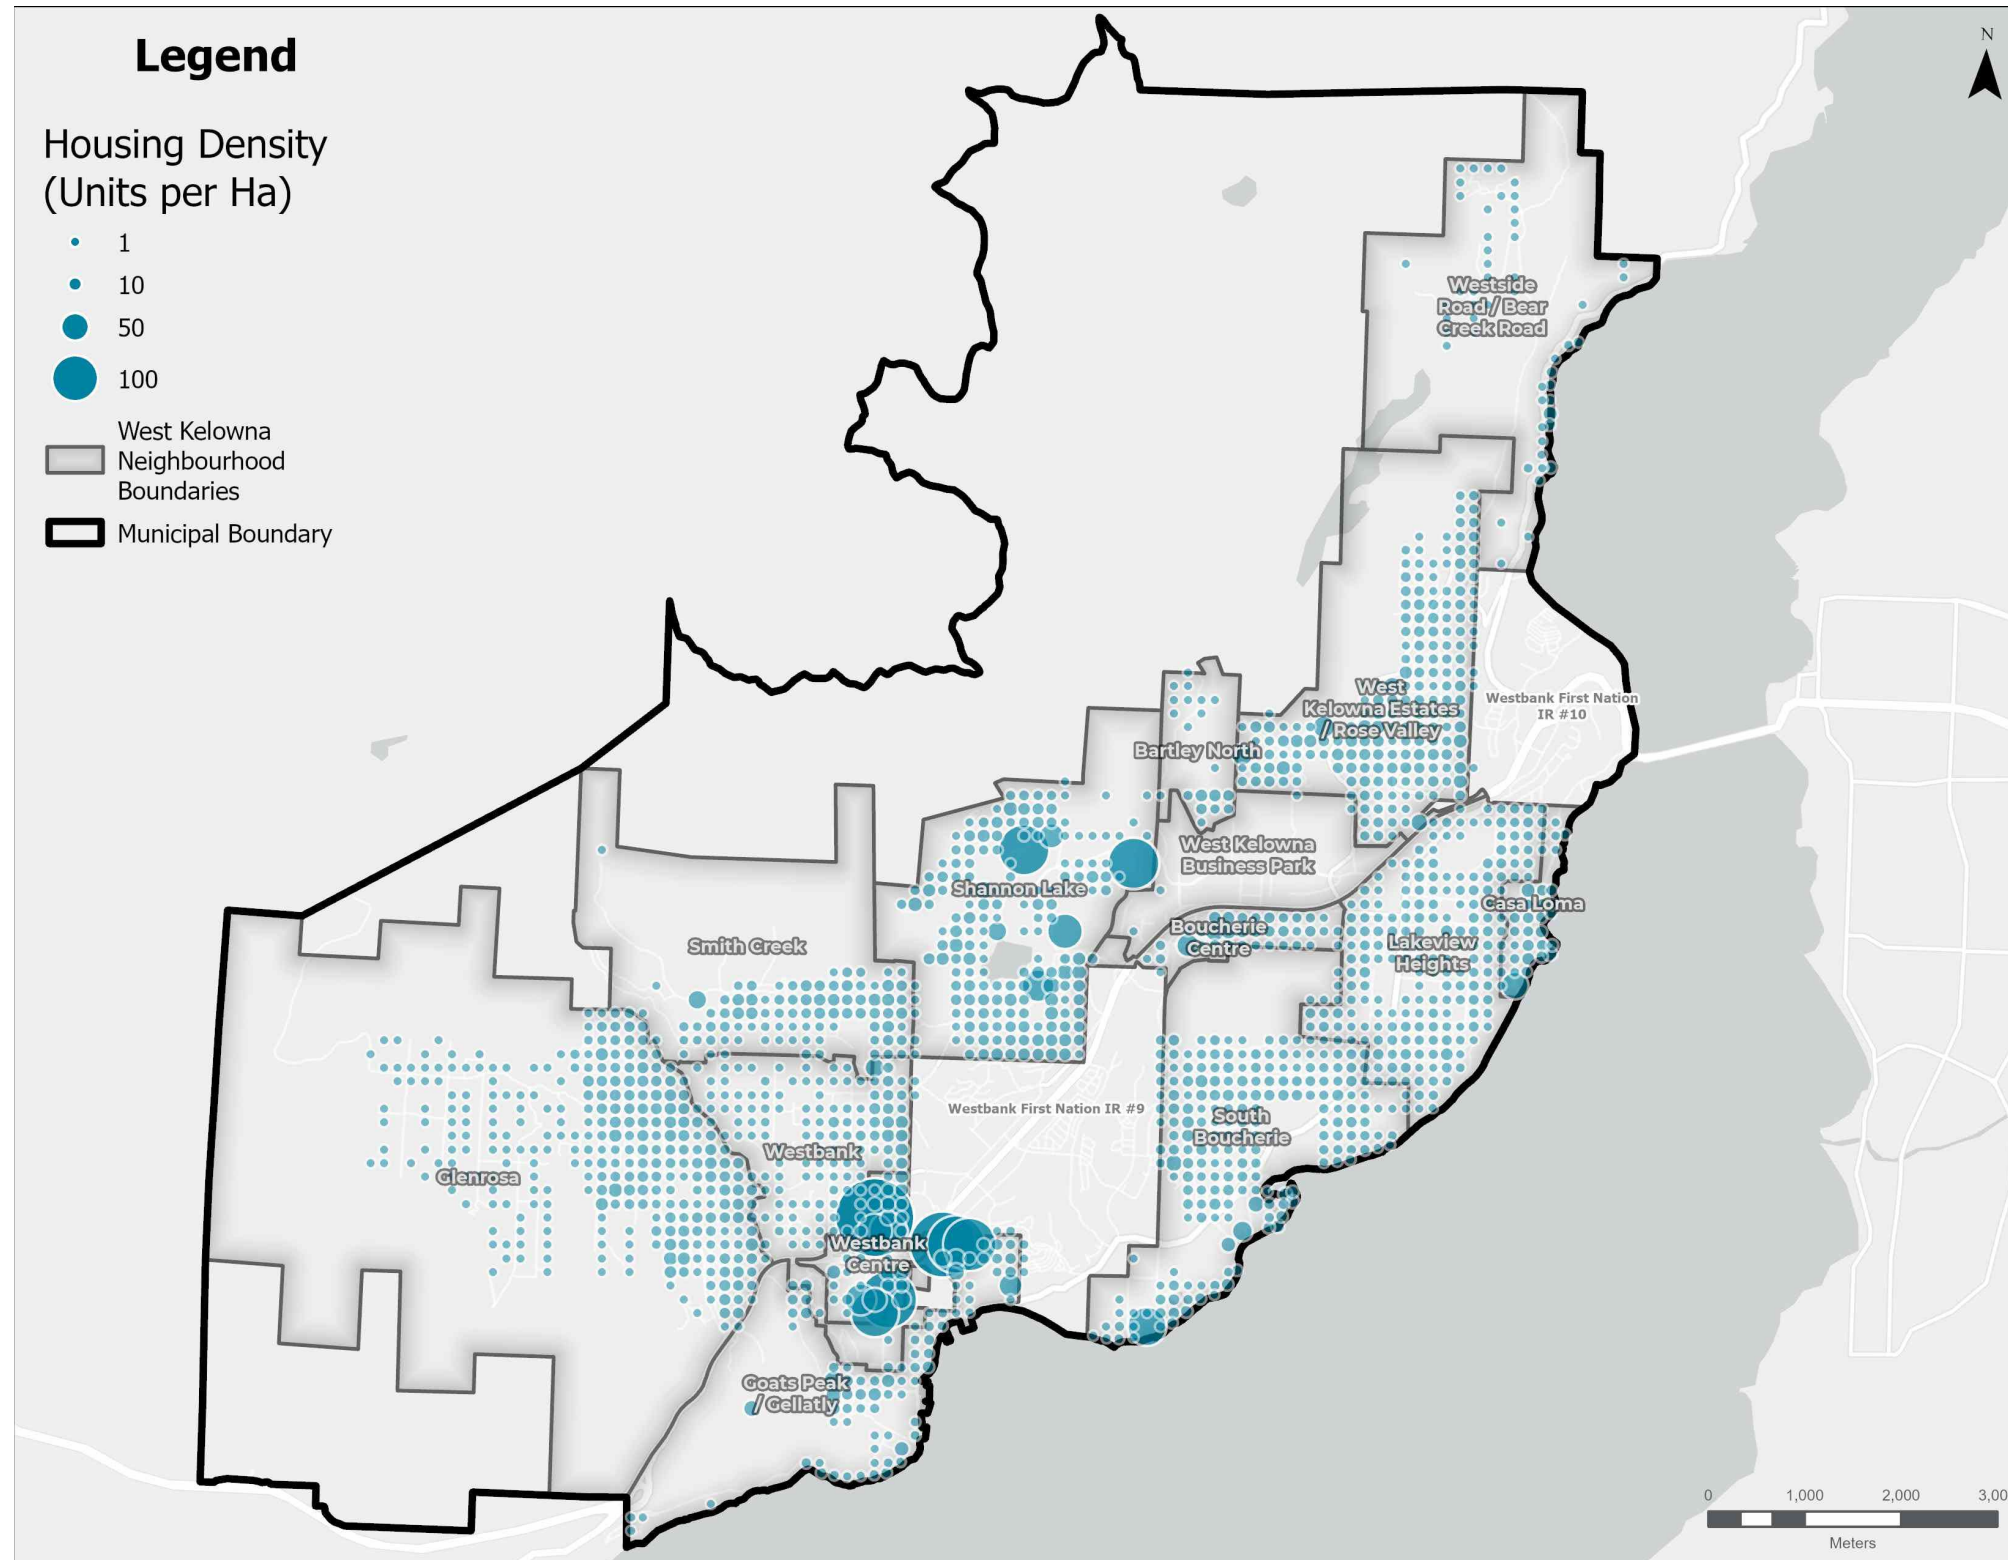 Legend
Housing Density
(Units per Ha)
1
10
50
100
West Kelowna
Neighbourhood
Boundaries
Municipal Boundary
N
Westside
Road / Bear
Creek Road
West
Kelowna Estates
/ Rose Valley
Westbank First Nation
IR #10
Bartley North
West Kelowna
Business Park
Shannon Lake
Casa Loma
Boucherie
Centre
Lakeview
Heights
Smith Creek
Westbank First Nation IR #9
South
Boucherie
Westbank
Glenrosa
Westbank
Centre
Goats Peak
/ Gellatly
0 1,000 2,000 3,00
Meters